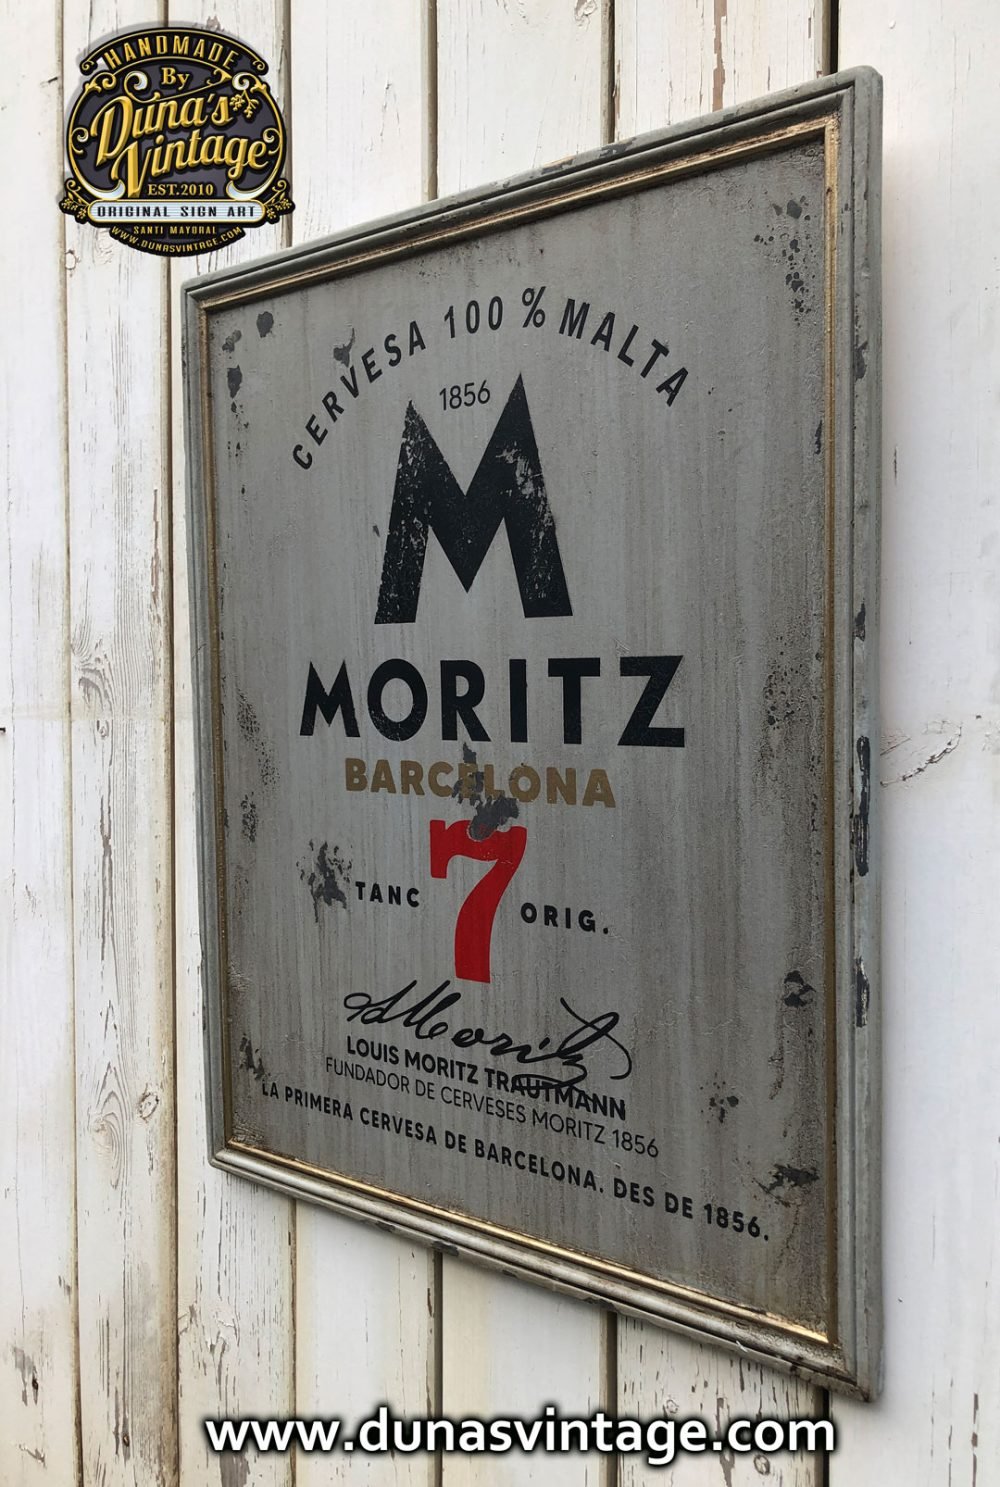 HANDMADE
By
Duna's
Vintage
EST.2010
ORIGINAL SIGN ART
SANTI MAYORAL
WWW.DUNASVINTAGE.COM
CERVESA 100 % MALTA
1856
M
MORITZ
BARCELONA
7
TANC ORIG.
L Moritz
LOUIS MORITZ TRAUTMANN
FUNDADOR DE CERVESES MORITZ 1856
LA PRIMERA CERVESA DE BARCELONA. DES DE 1856.
www.dunasvintage.com